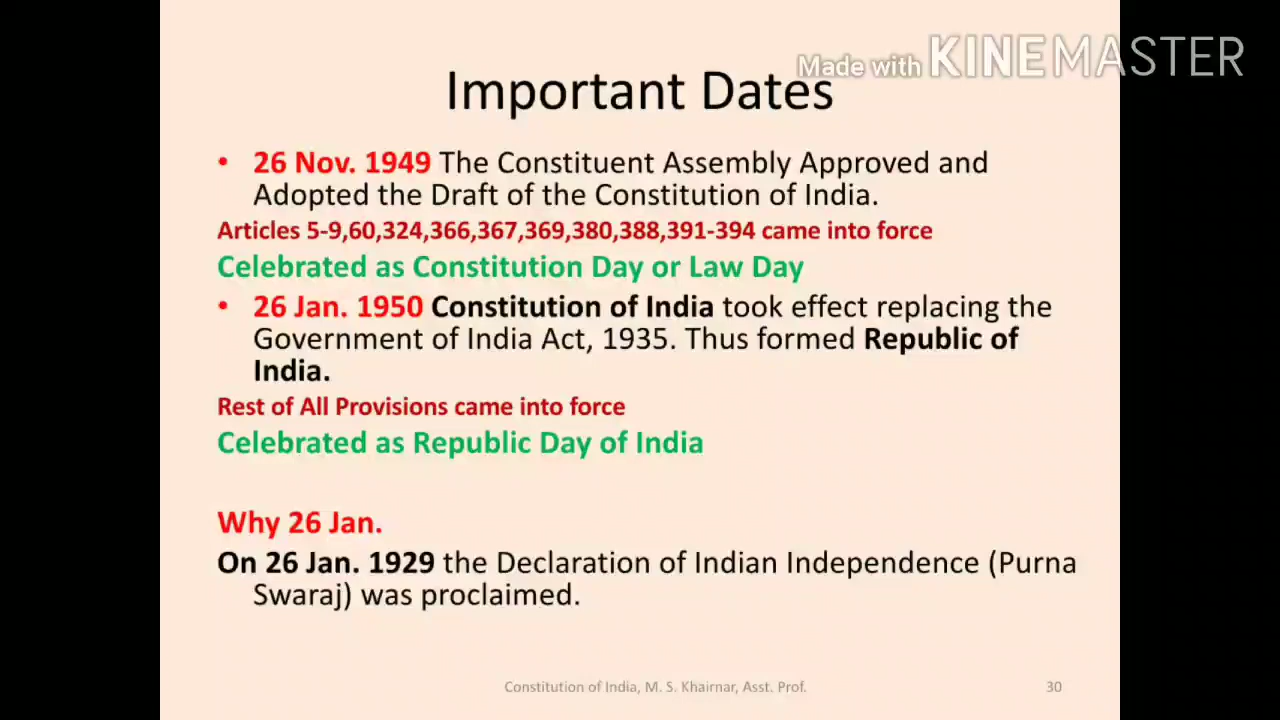 Made with KINEMASTER
Important Dates
• 26 Nov. 1949 The Constituent Assembly Approved and
Adopted the Draft of the Constitution of India.
Articles 5-9,60,324,366,367,369,380,388,391-394 came into force
Celebrated as Constitution Day or Law Day
• 26 Jan. 1950 Constitution of India took effect replacing the
Government of India Act, 1935. Thus formed Republic of
India.
Rest of All Provisions came into force
Celebrated as Republic Day of India
Why 26 Jan.
On 26 Jan. 1929 the Declaration of Indian Independence (Purna
Swaraj) was proclaimed.
Constitution of India, M. S. Khairnar, Asst. Prof. 30